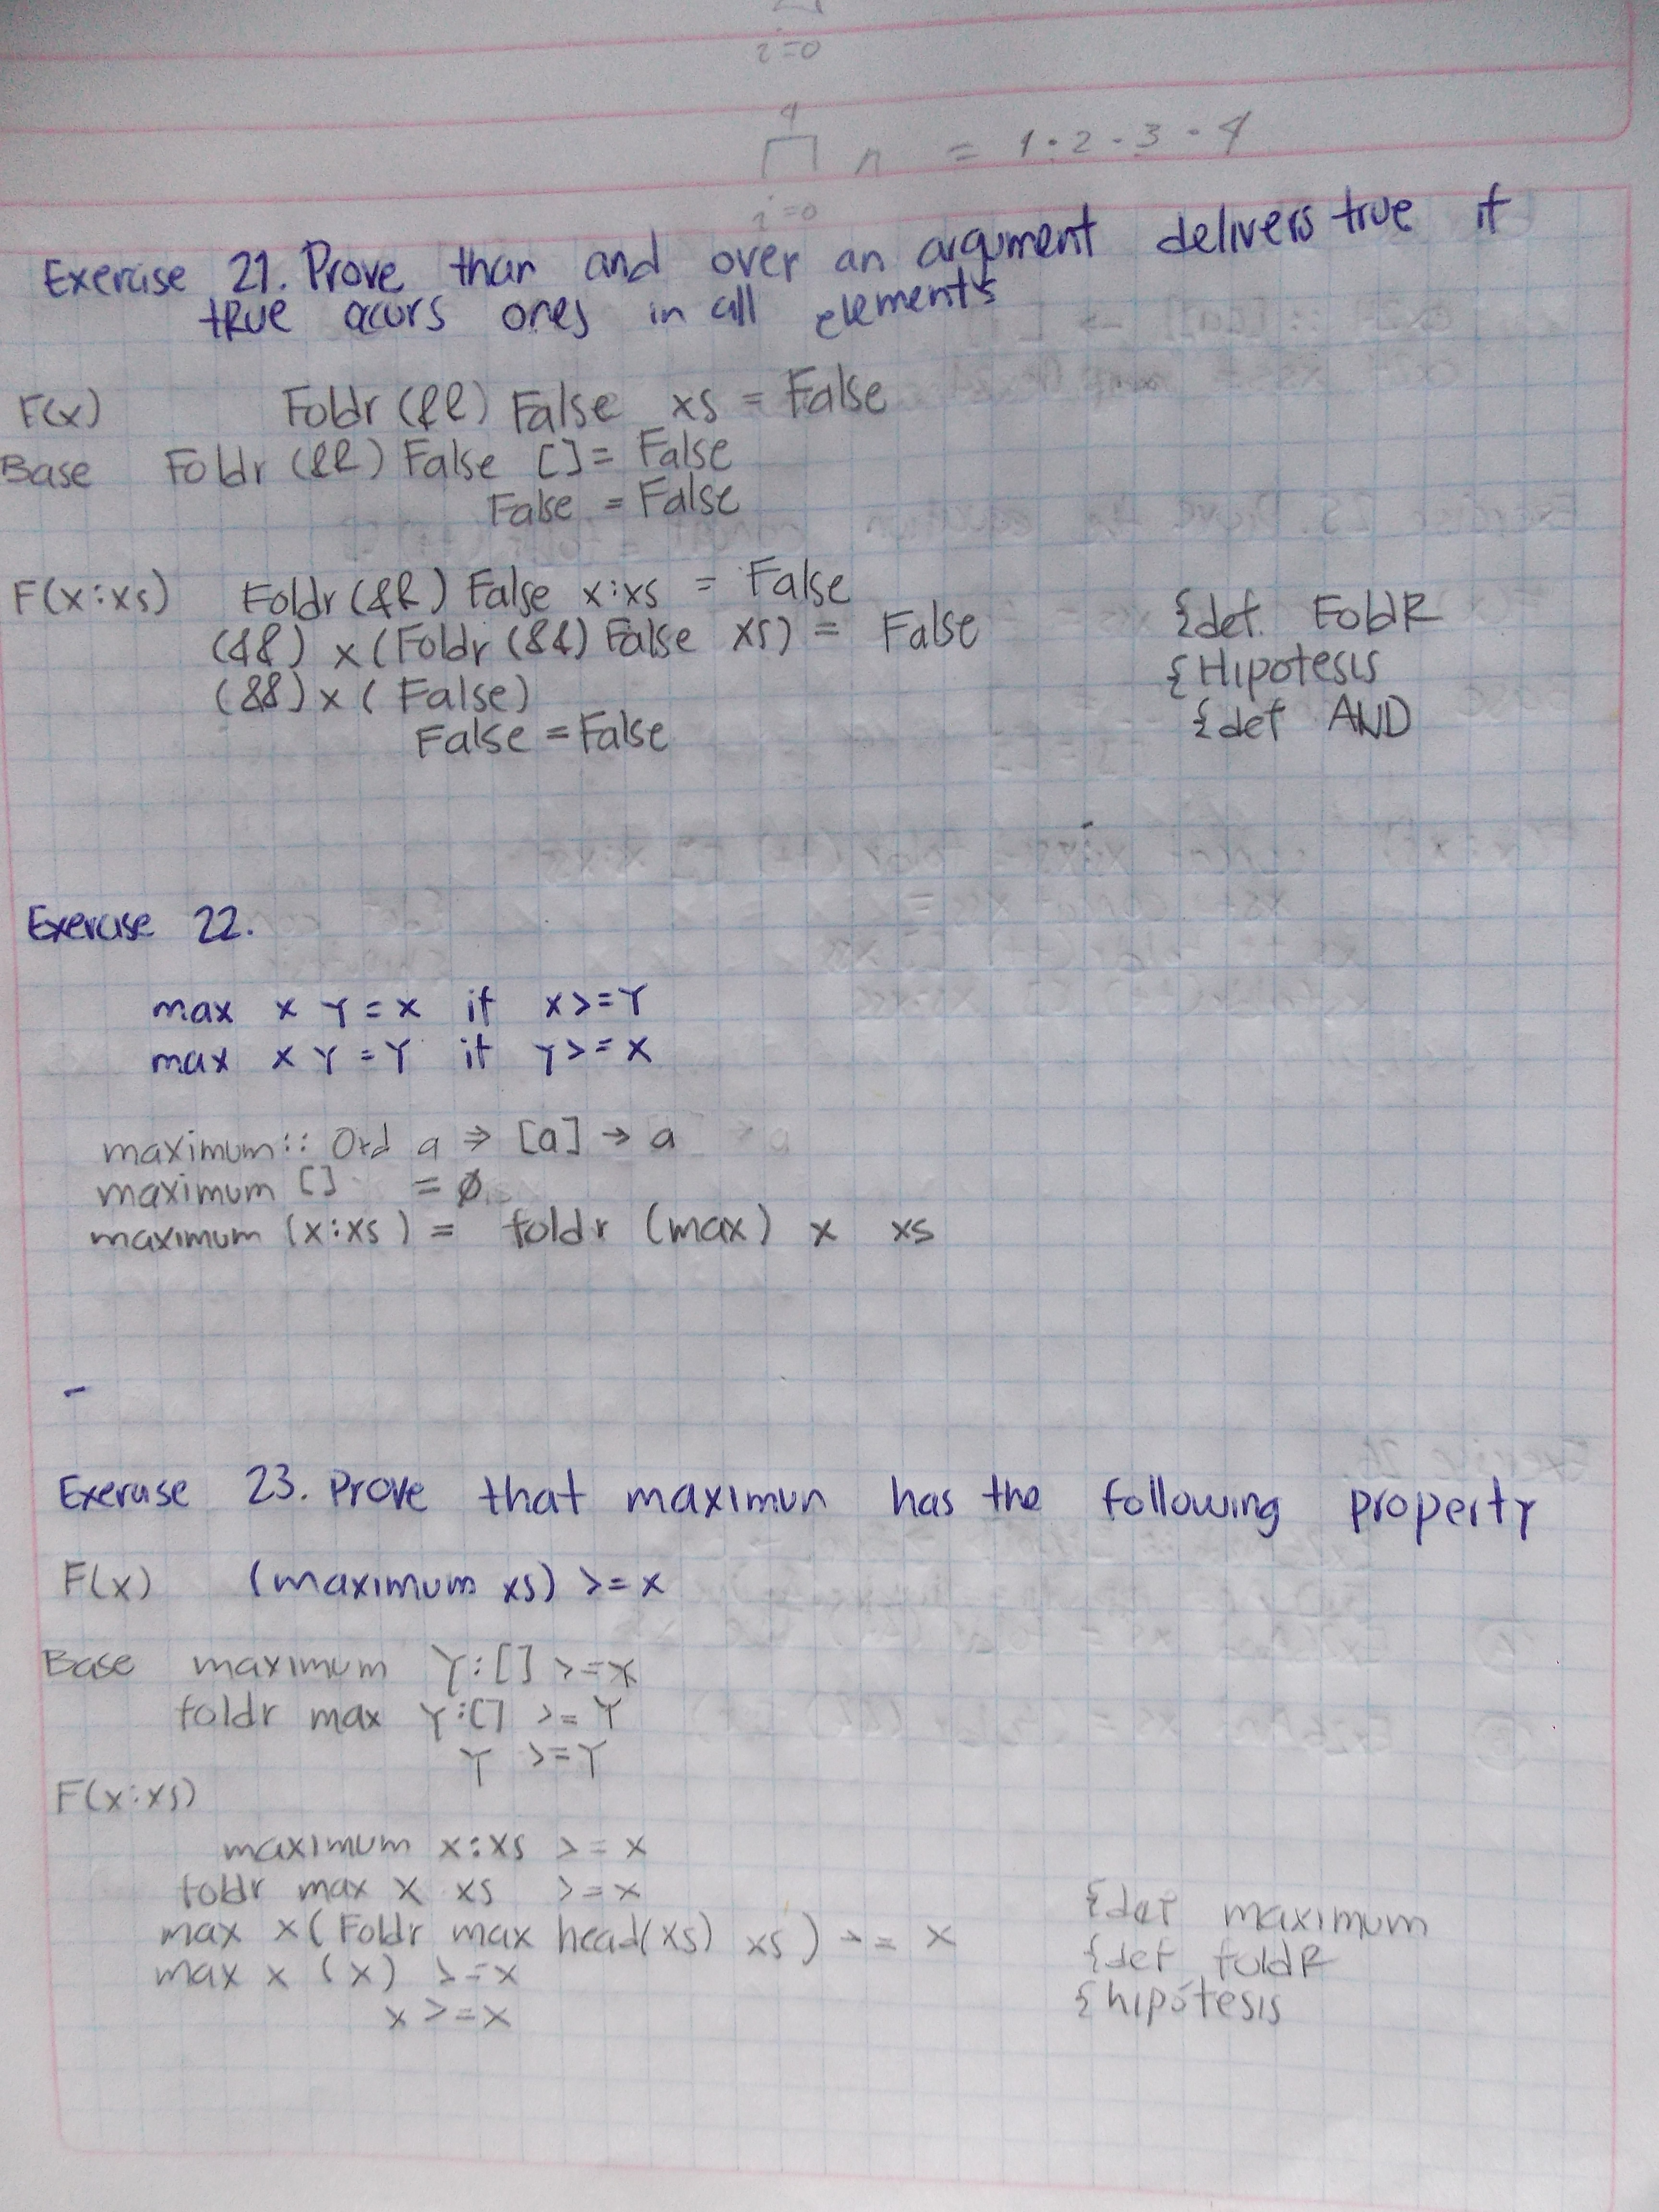 i=0
4
∏ n = 1·2·3·4
i=0
Exercise 21. Prove than and over an argument delivers true if
true acurs ones in all elements
F(x) Foldr (&&) False xs = False
Base Foldr (&&) False [] = False
False = False
F(x:xs) Foldr (&&) False x:xs = False
(&&) x (Foldr (&&) False xs) = False {def. FoldR
(&&) x ( False) {Hipotesis
False = False {def AND
Exercise 22.
max x Y = x if x >= Y
max x Y = Y if Y >= x
maximum :: Ord a ⇒ [a] → a
maximum [] = ø
maximum (x:xs) = foldr (max) x xs
Exercise 23. Prove that maximun has the following property
F(x) (maximum xs) >= x
Base maximum Y:[] >= x
foldr max Y:[] >= Y
Y >= Y
F(x:xs)
maximum x:xs >= x
foldr max x xs >= x {def maximum
max x (Foldr max head(xs) xs) >= x {def foldR
max x (x) >= x {hipótesis
x >= x